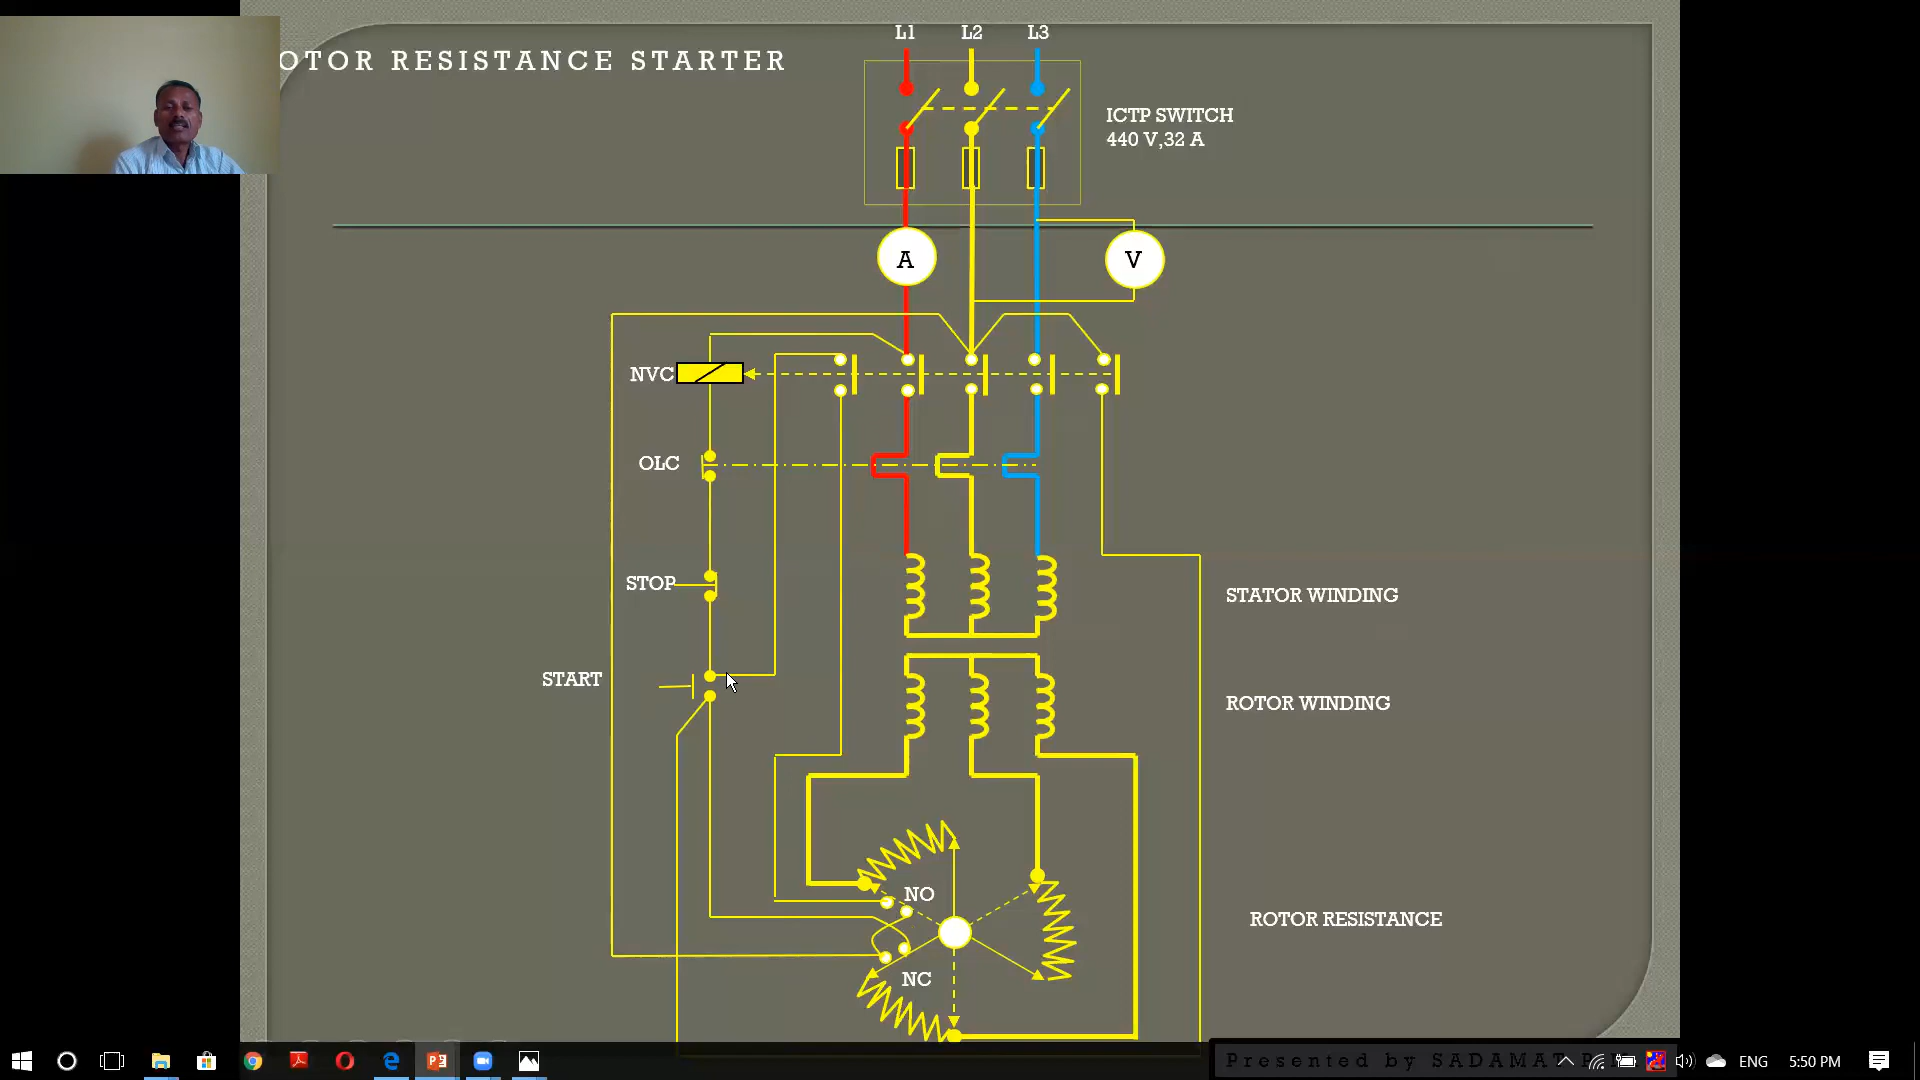 OTOR RESISTANCE STARTER
L1 L2 L3
ICTP SWITCH
440 V,32 A
A
V
NVC
OLC
STOP
STATOR WINDING
START
ROTOR WINDING
NO
ROTOR RESISTANCE
NC
Presented by SADAMAT
ENG
5:50 PM